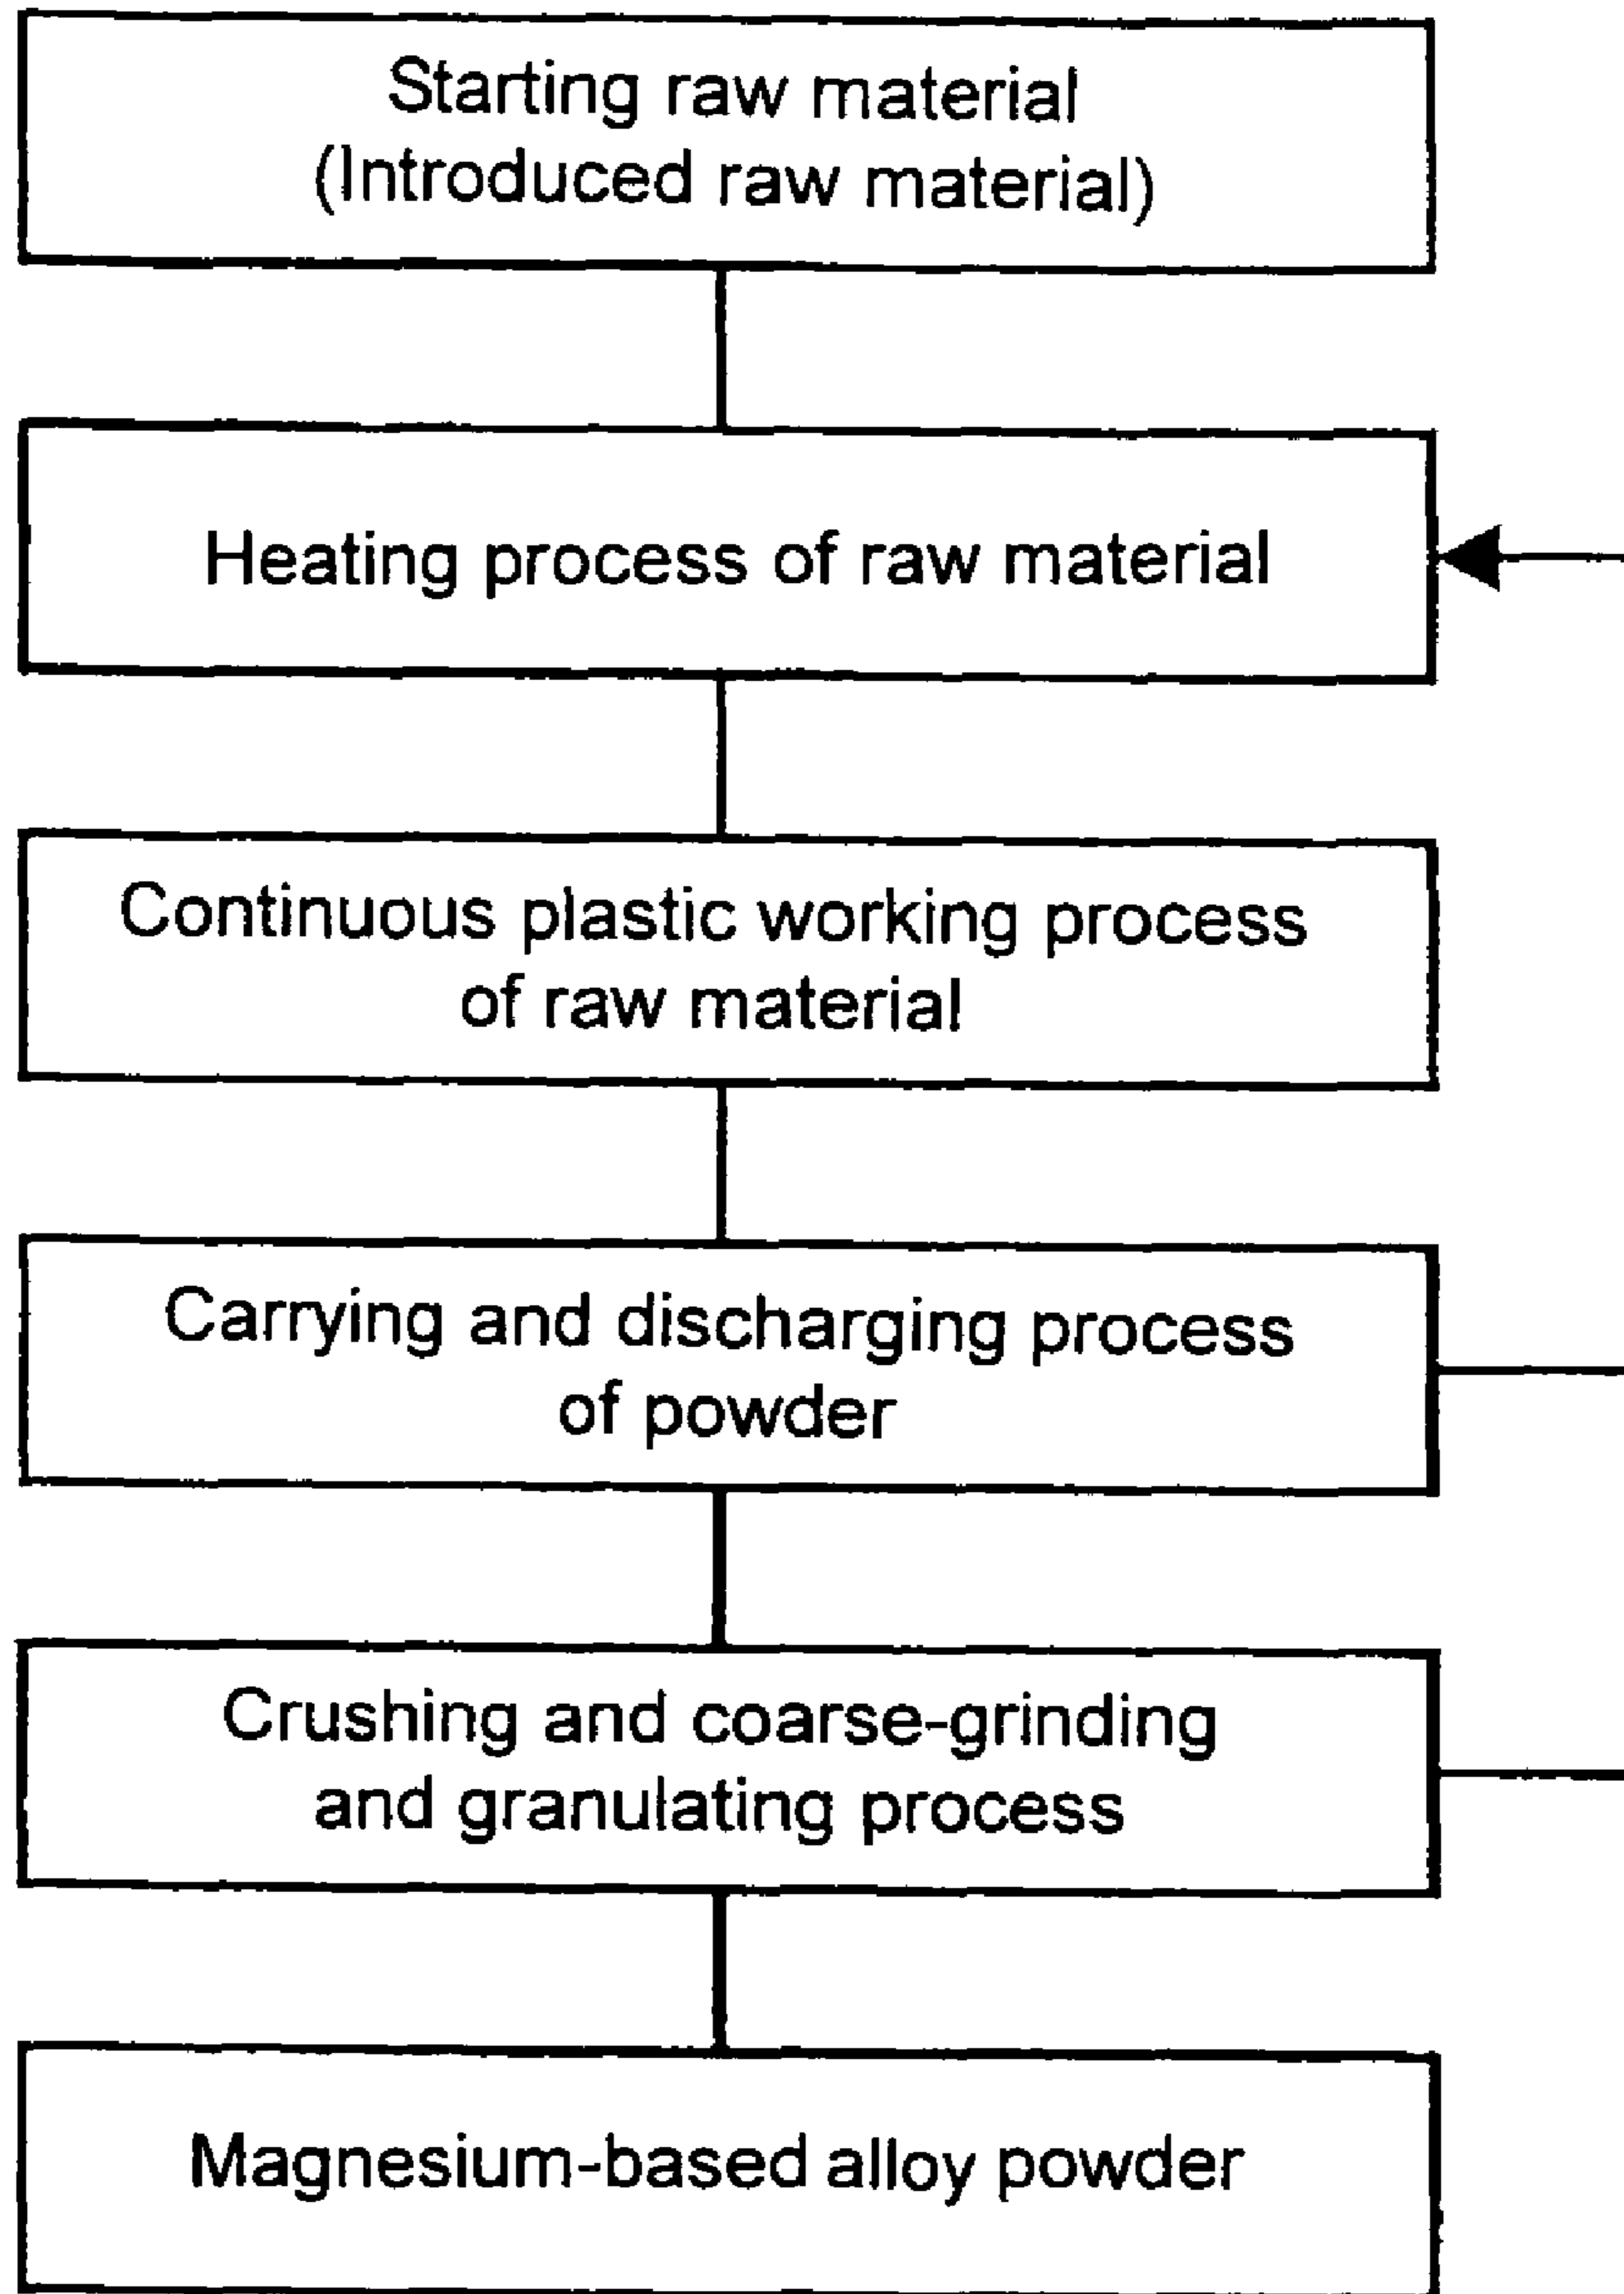 Starting raw material
(Introduced raw material)
Heating process of raw material
Continuous plastic working process
of raw material
Carrying and discharging process
of powder
Crushing and coarse-grinding
and granulating process
Magnesium-based alloy powder